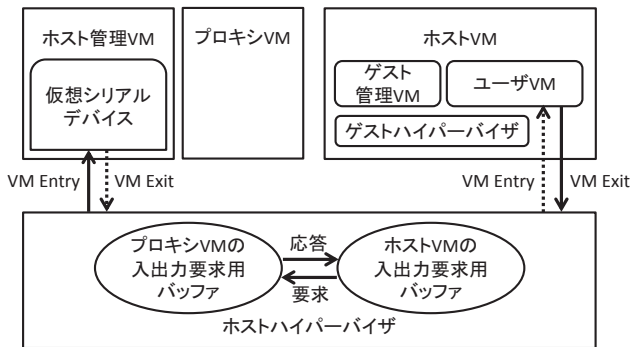 ホスト管理VM
仮想シリアル
デバイス
プロキシVM
ホストVM
ゲスト
管理VM
ユーザVM
ゲストハイパーバイザ
VM Entry
VM Exit
VM Entry
VM Exit
プロキシVMの
入出力要求用
バッファ
応答
要求
ホストVMの
入出力要求用
バッファ
ホストハイパーバイザ